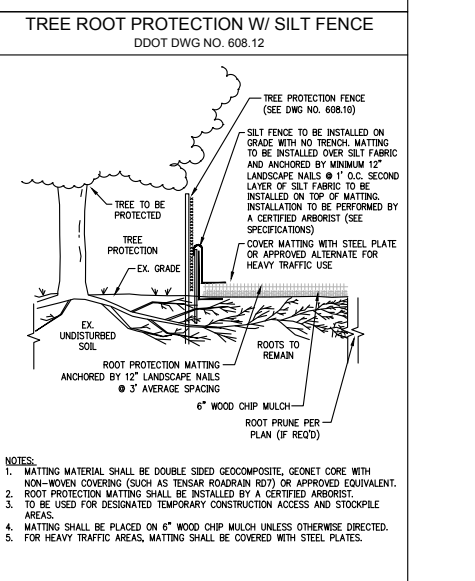 TREE ROOT PROTECTION W/ SILT FENCE
DDOT DWG NO. 608.12
TREE PROTECTION FENCE
(SEE DWG NO. 608.10)
SILT FENCE TO BE INSTALLED ON
GRADE WITH NO TRENCH. MATTING
TO BE INSTALLED OVER SILT FABRIC
AND ANCHORED BY MINIMUM 12"
LANDSCAPE NAILS @ 1' O.C. SECOND
LAYER OF SILT FABRIC TO BE
INSTALLED ON TOP OF MATTING.
INSTALLATION TO BE PERFORMED BY
A CERTIFIED ARBORIST (SEE
SPECIFICATIONS)
TREE TO BE
PROTECTED
TREE
PROTECTION
COVER MATTING WITH STEEL PLATE
OR APPROVED ALTERNATE FOR
HEAVY TRAFFIC USE
EX. GRADE
EX.
UNDISTURBED
SOIL
ROOTS TO
REMAIN
ROOT PROTECTION MATTING
ANCHORED BY 12" LANDSCAPE NAILS
@ 3' AVERAGE SPACING
6" WOOD CHIP MULCH
ROOT PRUNE PER
PLAN (IF REQ'D)
NOTES:
1. MATTING MATERIAL SHALL BE DOUBLE SIDED GEOCOMPOSITE, GEONET CORE WITH
NON-WOVEN COVERING (SUCH AS TENSAR ROADRAIN RD7) OR APPROVED EQUIVALENT.
2. ROOT PROTECTION MATTING SHALL BE INSTALLED BY A CERTIFIED ARBORIST.
3. TO BE USED FOR DESIGNATED TEMPORARY CONSTRUCTION ACCESS AND STOCKPILE
AREAS.
4. MATTING SHALL BE PLACED ON 6" WOOD CHIP MULCH UNLESS OTHERWISE DIRECTED.
5. FOR HEAVY TRAFFIC AREAS, MATTING SHALL BE COVERED WITH STEEL PLATES.